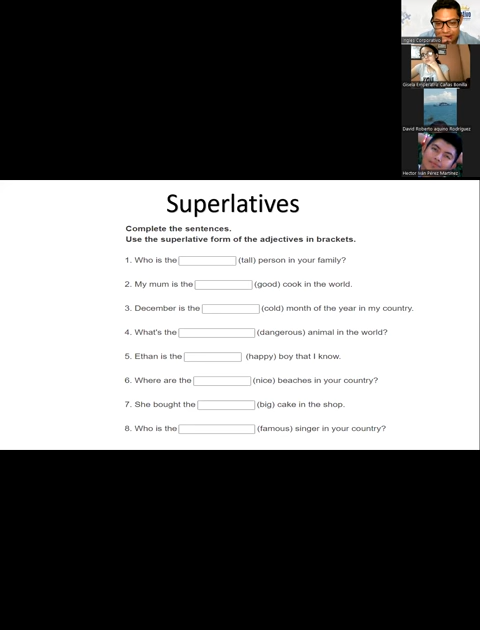 Ingles Corporativo
Gisela Emperatriz Cañas Bonilla
David Roberto aquino Rodriguez
Hector Iván Pérez Martínez
Superlatives
Complete the sentences.
Use the superlative form of the adjectives in brackets.
1. Who is the (tall) person in your family?
2. My mum is the (good) cook in the world.
3. December is the (cold) month of the year in my country.
4. What's the (dangerous) animal in the world?
5. Ethan is the (happy) boy that I know.
6. Where are the (nice) beaches in your country?
7. She bought the (big) cake in the shop.
8. Who is the (famous) singer in your country?